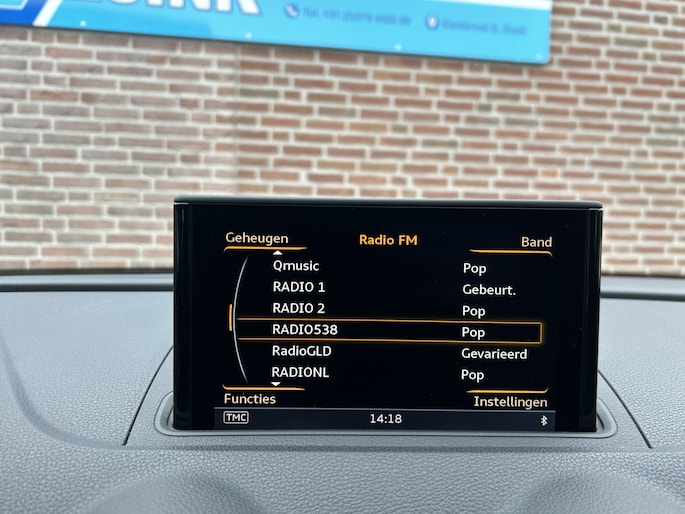 Geheugen Radio FM Band
Qmusic Pop
RADIO 1 Gebeurt.
RADIO 2 Pop
RADIO538 Pop
RadioGLD Gevarieerd
RADIONL Pop
Functies Instellingen
TMC 14:18